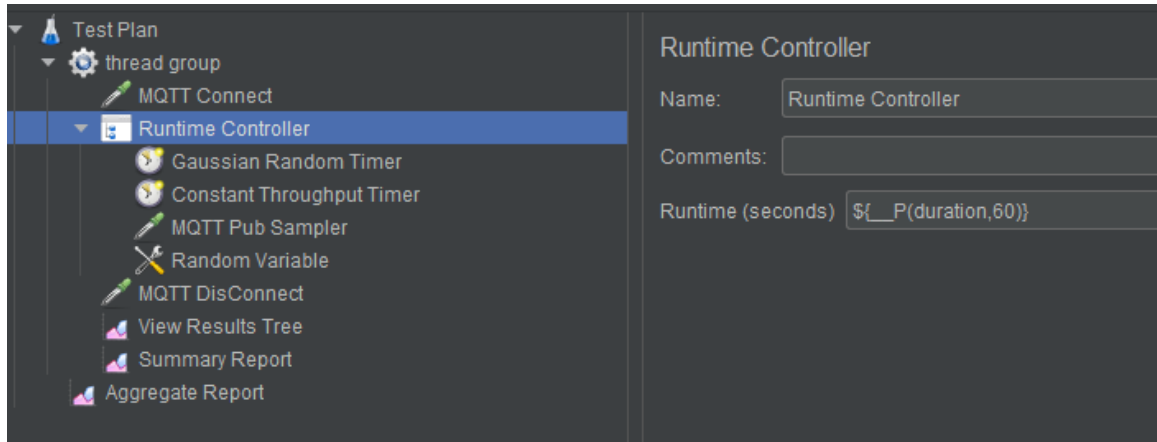 Test Plan
thread group
MQTT Connect
Runtime Controller
Gaussian Random Timer
Constant Throughput Timer
MQTT Pub Sampler
Random Variable
MQTT DisConnect
View Results Tree
Summary Report
Aggregate Report
Runtime Controller
Name: Runtime Controller
Comments:
Runtime (seconds) ${__P(duration,60)}